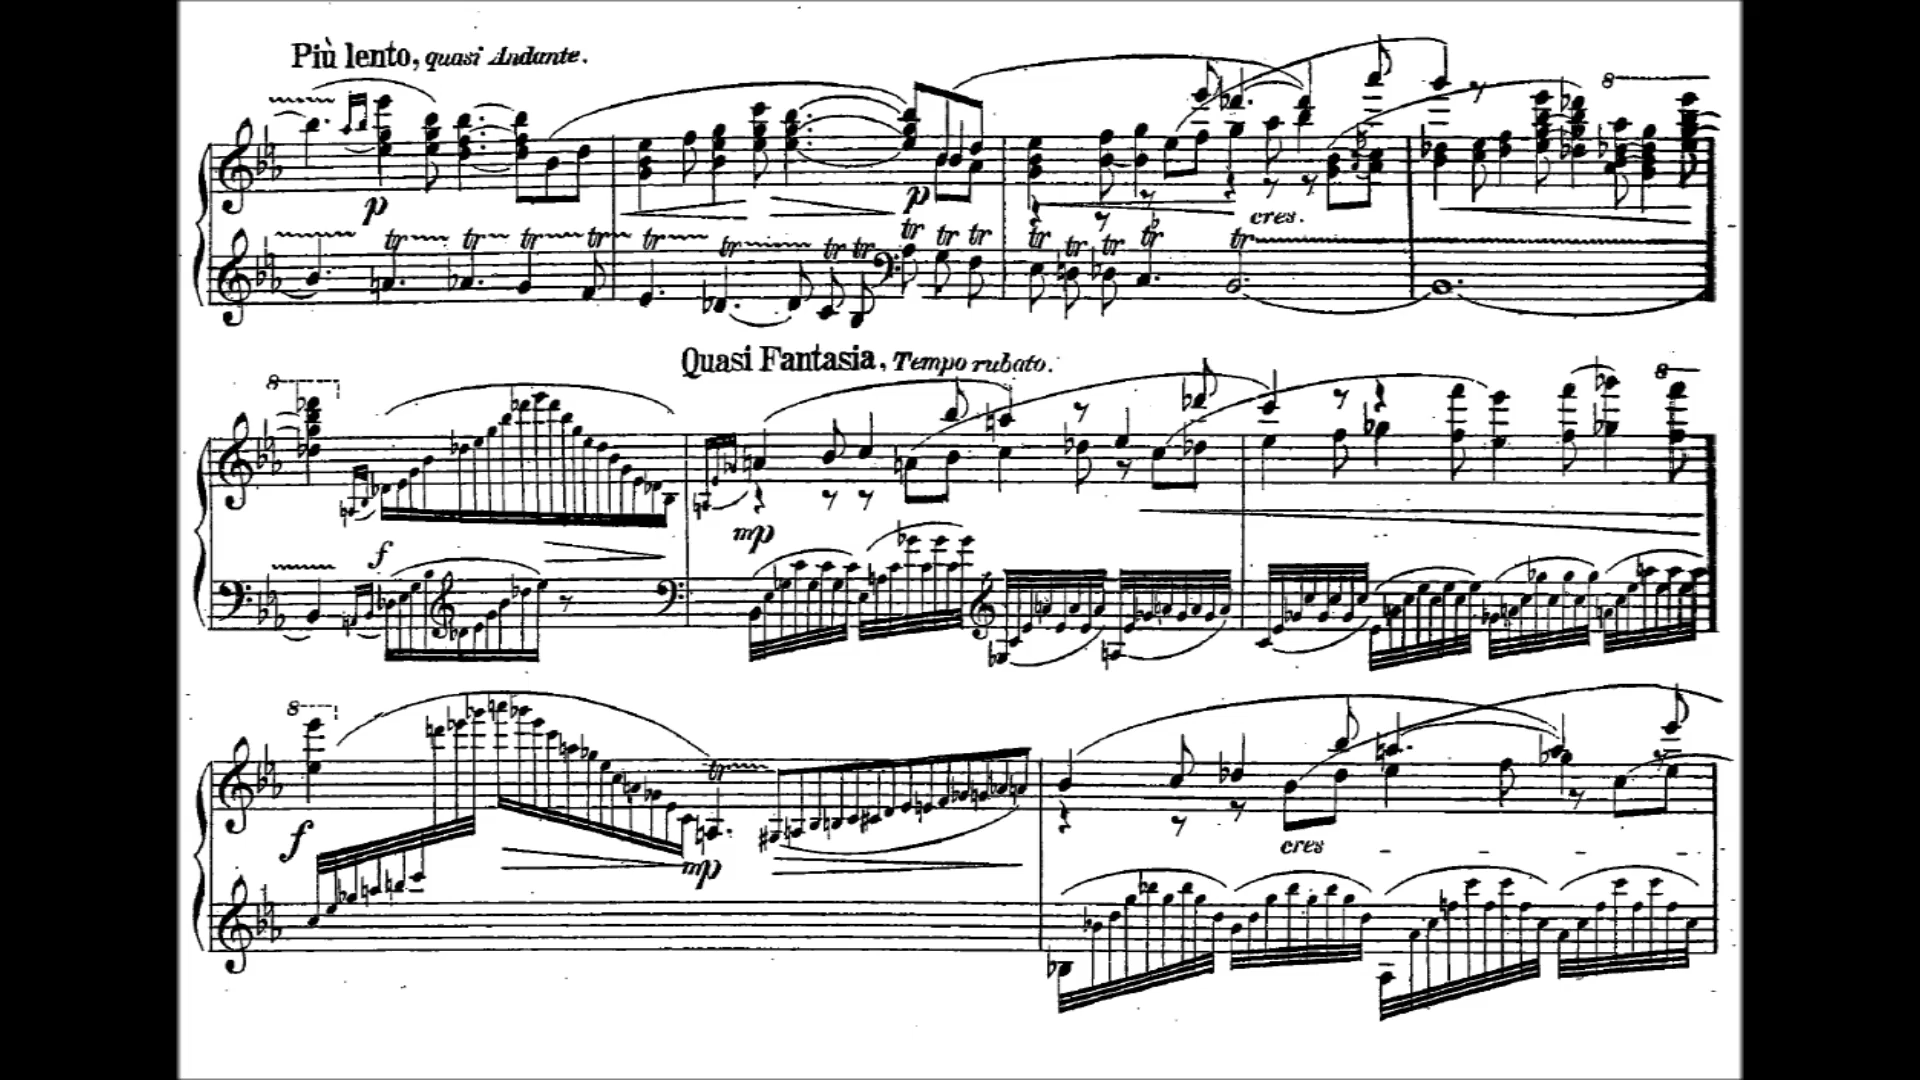 Più lento, quasi Andante.
8
p
p
cres.
tr tr tr tr tr tr tr tr tr tr tr tr tr tr tr tr
Quasi Fantasia, Tempo rubato.
8
8
f
mp
8
tr
f
mp
cres